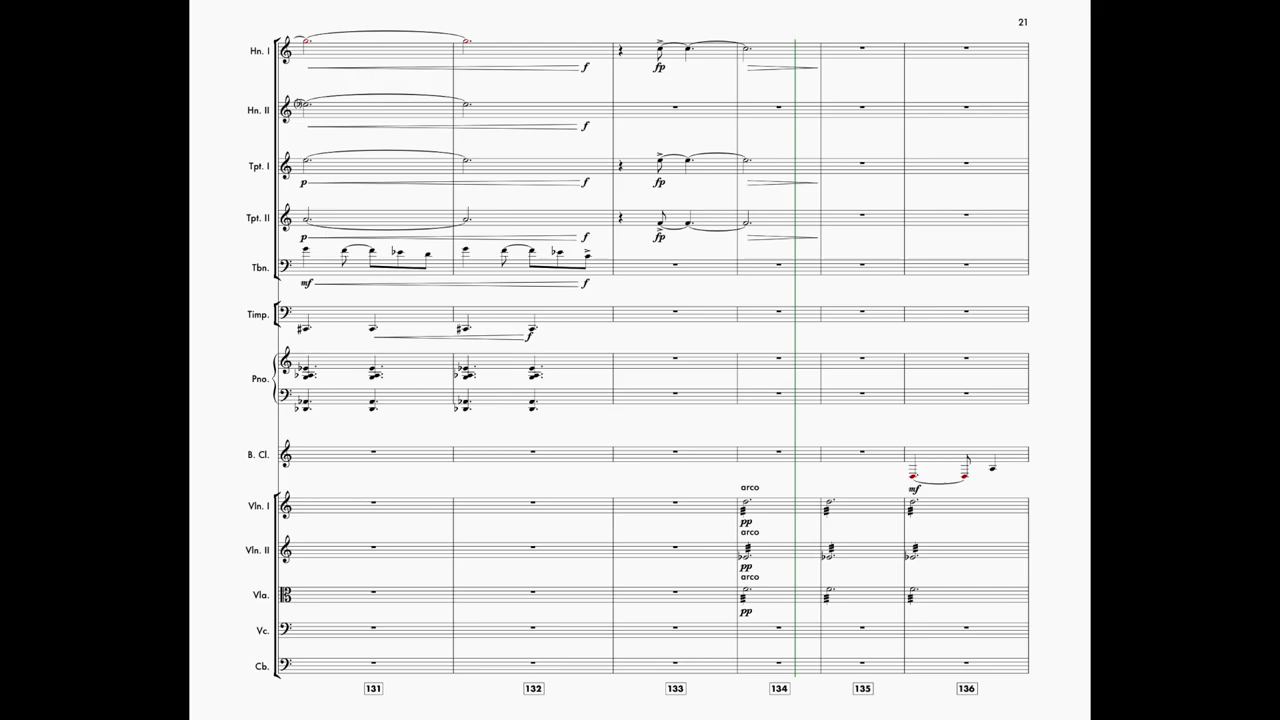 21
Hn. I
f
fp
Hn. II
f
Tpt. I
p f fp
Tpt. II
p f fp
Tbn.
mf f
Timp.
f
Pno.
B. Cl.
mf
arco
Vln. I
pp
arco
Vln. II
pp
arco
Vla.
pp
Vc.
Cb.
131 132 133 134 135 136